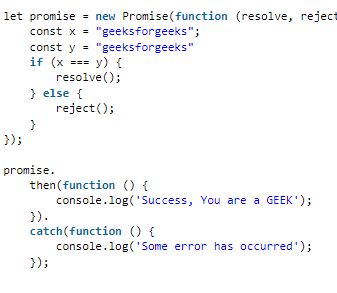 let promise = new Promise(function (resolve, reject
    const x = "geeksforgeeks";
    const y = "geeksforgeeks"
    if (x === y) {
        resolve();
    } else {
        reject();
    }
});

promise.
    then(function () {
        console.log('Success, You are a GEEK');
    }).
    catch(function () {
        console.log('Some error has occurred');
    });